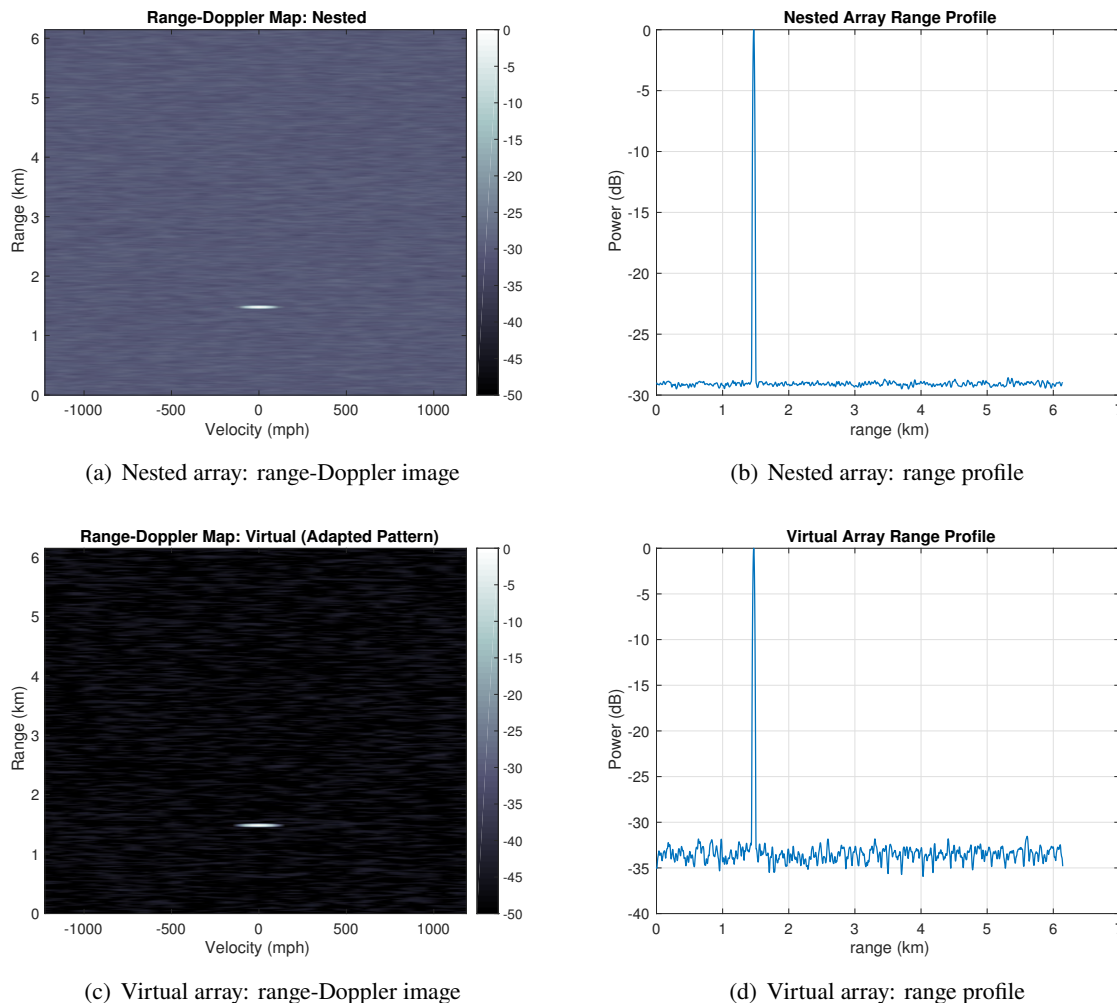 Range-Doppler Map: Nested
Range (km)
6
5
4
3
2
1
0
-1000 -500 0 500 1000
Velocity (mph)
0
-5
-10
-15
-20
-25
-30
-35
-40
-45
-50
(a) Nested array: range-Doppler image
Nested Array Range Profile
Power (dB)
0
-5
-10
-15
-20
-25
-30
0 1 2 3 4 5 6 7
range (km)
(b) Nested array: range profile
Range-Doppler Map: Virtual (Adapted Pattern)
Range (km)
6
5
4
3
2
1
0
-1000 -500 0 500 1000
Velocity (mph)
0
-5
-10
-15
-20
-25
-30
-35
-40
-45
-50
(c) Virtual array: range-Doppler image
Virtual Array Range Profile
Power (dB)
0
-5
-10
-15
-20
-25
-30
-35
-40
0 1 2 3 4 5 6
range (km)
(d) Virtual array: range profile